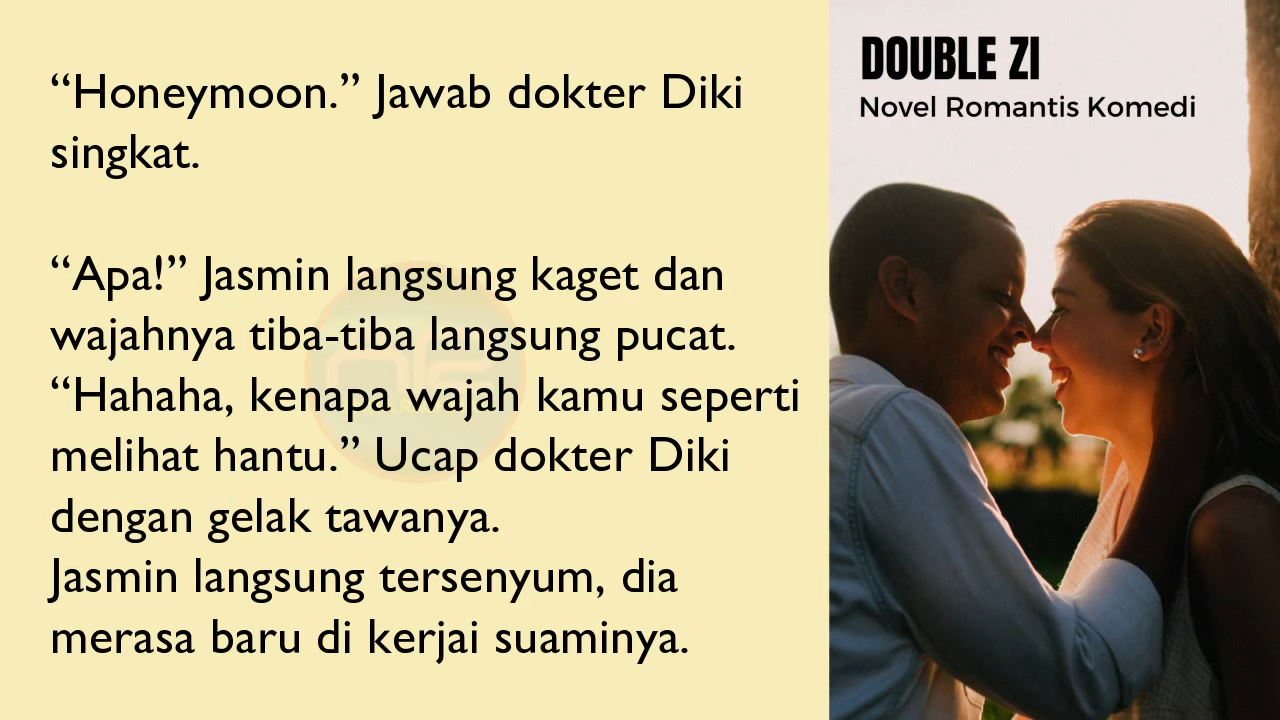 “Honeymoon.” Jawab dokter Diki
singkat.
“Apa!” Jasmin langsung kaget dan
wajahnya tiba-tiba langsung pucat.
“Hahaha, kenapa wajah kamu seperti
melihat hantu.” Ucap dokter Diki
dengan gelak tawanya.
Jasmin langsung tersenyum, dia
merasa baru di kerjai suaminya.
DOUBLE ZI
Novel Romantis Komedi